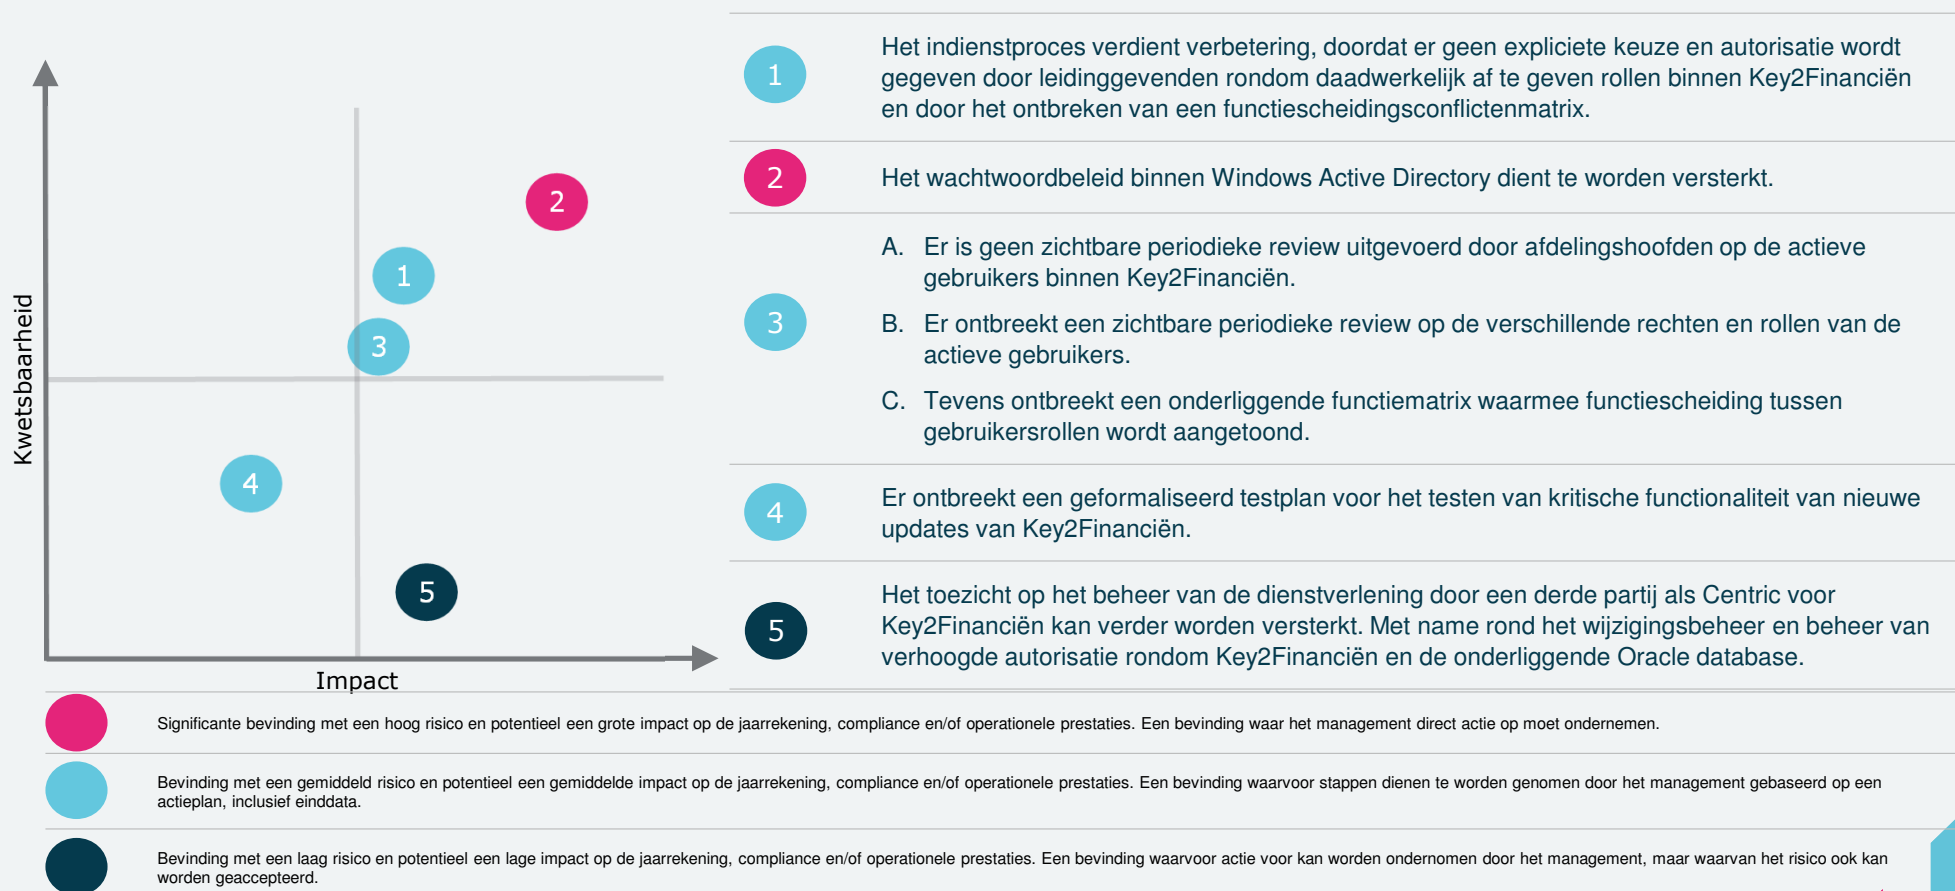 Kwetsbaarheid
2
1
3
4
5
Impact
1
Het indienstproces verdient verbetering, doordat er geen expliciete keuze en autorisatie wordt
gegeven door leidinggevenden rondom daadwerkelijk af te geven rollen binnen Key2Financiën
en door het ontbreken van een functiescheidingsconflictenmatrix.
2
Het wachtwoordbeleid binnen Windows Active Directory dient te worden versterkt.
3
A. Er is geen zichtbare periodieke review uitgevoerd door afdelingshoofden op de actieve
gebruikers binnen Key2Financiën.
B. Er ontbreekt een zichtbare periodieke review op de verschillende rechten en rollen van de
actieve gebruikers.
C. Tevens ontbreekt een onderliggende functiematrix waarmee functiescheiding tussen
gebruikersrollen wordt aangetoond.
4
Er ontbreekt een geformaliseerd testplan voor het testen van kritische functionaliteit van nieuwe
updates van Key2Financiën.
5
Het toezicht op het beheer van de dienstverlening door een derde partij als Centric voor
Key2Financiën kan verder worden versterkt. Met name rond het wijzigingsbeheer en beheer van
verhoogde autorisatie rondom Key2Financiën en de onderliggende Oracle database.
Significante bevinding met een hoog risico en potentieel een grote impact op de jaarrekening, compliance en/of operationele prestaties. Een bevinding waar het management direct actie op moet ondernemen.
Bevinding met een gemiddeld risico en potentieel een gemiddelde impact op de jaarrekening, compliance en/of operationele prestaties. Een bevinding waarvoor stappen dienen te worden genomen door het management gebaseerd op een
actieplan, inclusief einddata.
Bevinding met een laag risico en potentieel een lage impact op de jaarrekening, compliance en/of operationele prestaties. Een bevinding waarvoor actie voor kan worden ondernomen door het management, maar waarvan het risico ook kan
worden geaccepteerd.